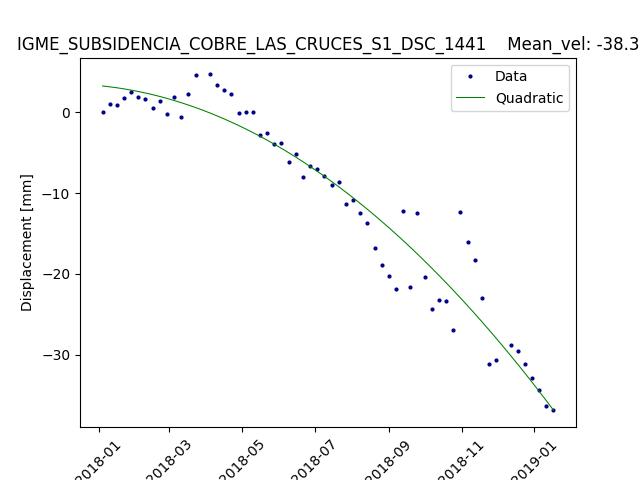 IGME_SUBSIDENCIA_COBRE_LAS_CRUCES_S1_DSC_1441    Mean_vel: -38.3
Data
Quadratic
Displacement [mm]
0
−10
−20
−30
2018-01
2018-03
2018-05
2018-07
2018-09
2018-11
2019-01